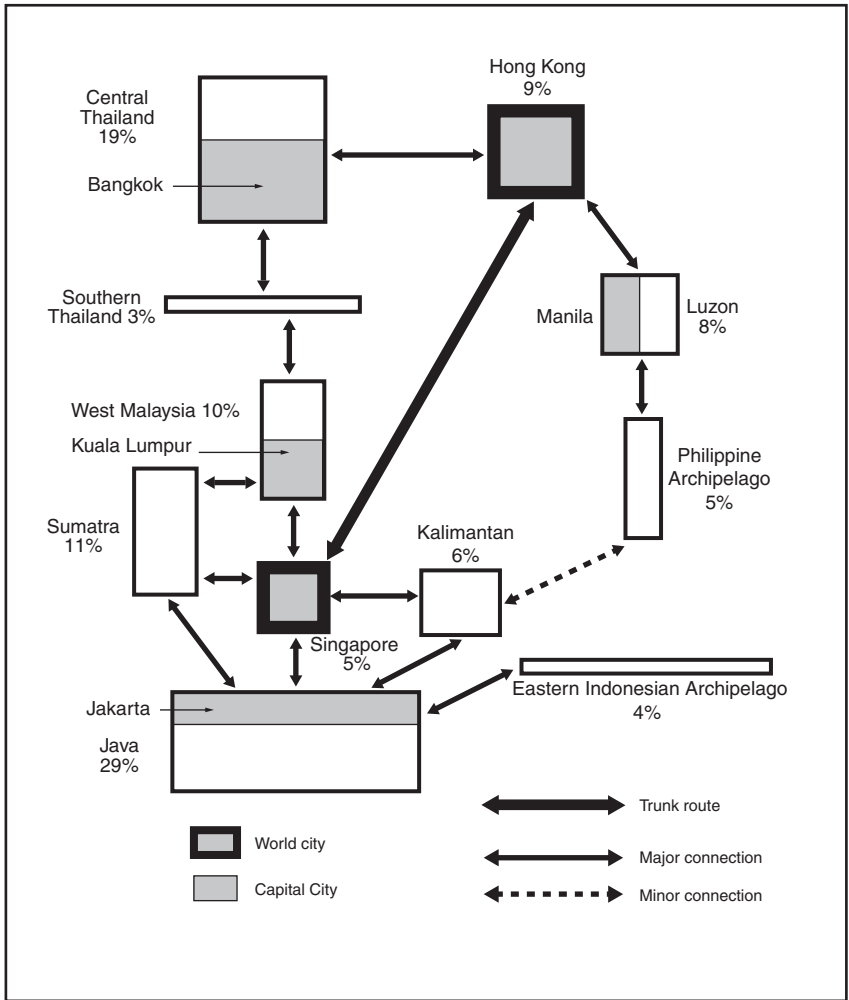 Hong Kong
9%
Central
Thailand
19%
Bangkok
Southern
Thailand 3%
Manila
Luzon
8%
West Malaysia 10%
Kuala Lumpur
Philippine
Archipelago
5%
Sumatra
11%
Kalimantan
6%
Singapore
5%
Eastern Indonesian Archipelago
4%
Jakarta
Java
29%
Trunk route
World city
Major connection
Capital City
Minor connection